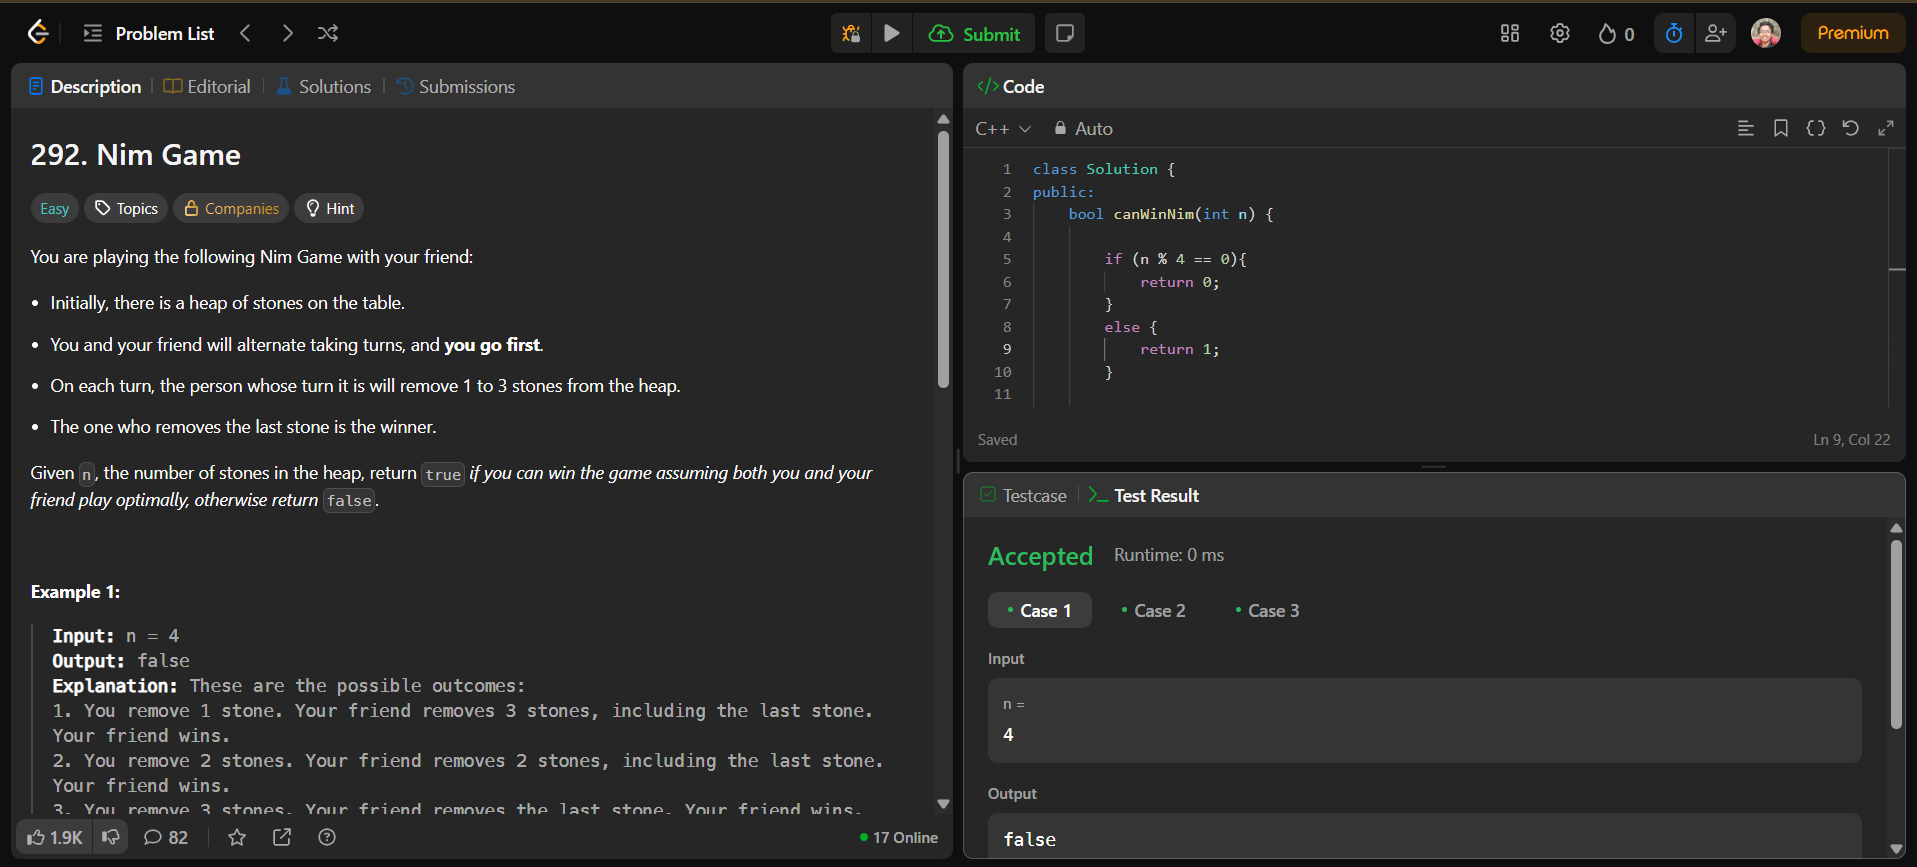 Problem List
Submit
0
Premium
Description
Editorial
Solutions
Submissions
292. Nim Game
Easy
Topics
Companies
Hint
You are playing the following Nim Game with your friend:
• Initially, there is a heap of stones on the table.
• You and your friend will alternate taking turns, and you go first.
• On each turn, the person whose turn it is will remove 1 to 3 stones from the heap.
• The one who removes the last stone is the winner.
Given n, the number of stones in the heap, return true if you can win the game assuming both you and your
friend play optimally, otherwise return false.
Example 1:
Input: n = 4
Output: false
Explanation: These are the possible outcomes:
1. You remove 1 stone. Your friend removes 3 stones, including the last stone.
Your friend wins.
2. You remove 2 stones. Your friend removes 2 stones, including the last stone.
Your friend wins.
3. You remove 3 stones. Your friend removes the last stone. Your friend wins.
1.9K
82
17 Online
</> Code
C++
Auto
1 class Solution {
2 public:
3 bool canWinNim(int n) {
4
5 if (n % 4 == 0){
6 return 0;
7 }
8 else {
9 return 1;
10 }
11
Saved
Ln 9, Col 22
Testcase
Test Result
Accepted
Runtime: 0 ms
• Case 1
• Case 2
• Case 3
Input
n =
4
Output
false